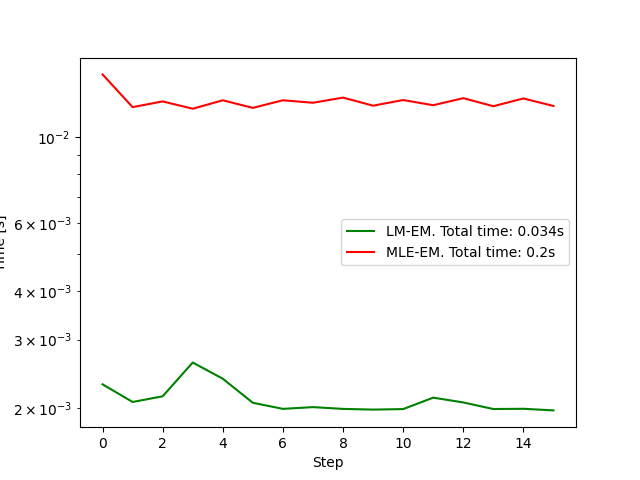 10⁻²
6 × 10⁻³
4 × 10⁻³
3 × 10⁻³
2 × 10⁻³
LM-EM. Total time: 0.034s
MLE-EM. Total time: 0.2s
0 2 4 6 8 10 12 14
Step